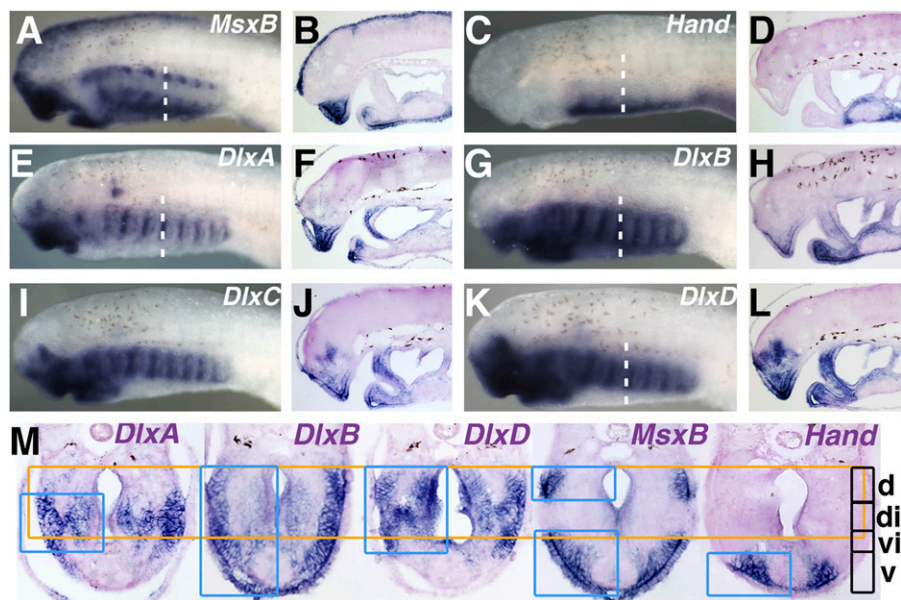 A MsxB B C Hand D
E DlxA F G DlxB H
I DlxC J K DlxD L
M DlxA DlxB DlxD MsxB Hand
d
di
vi
v